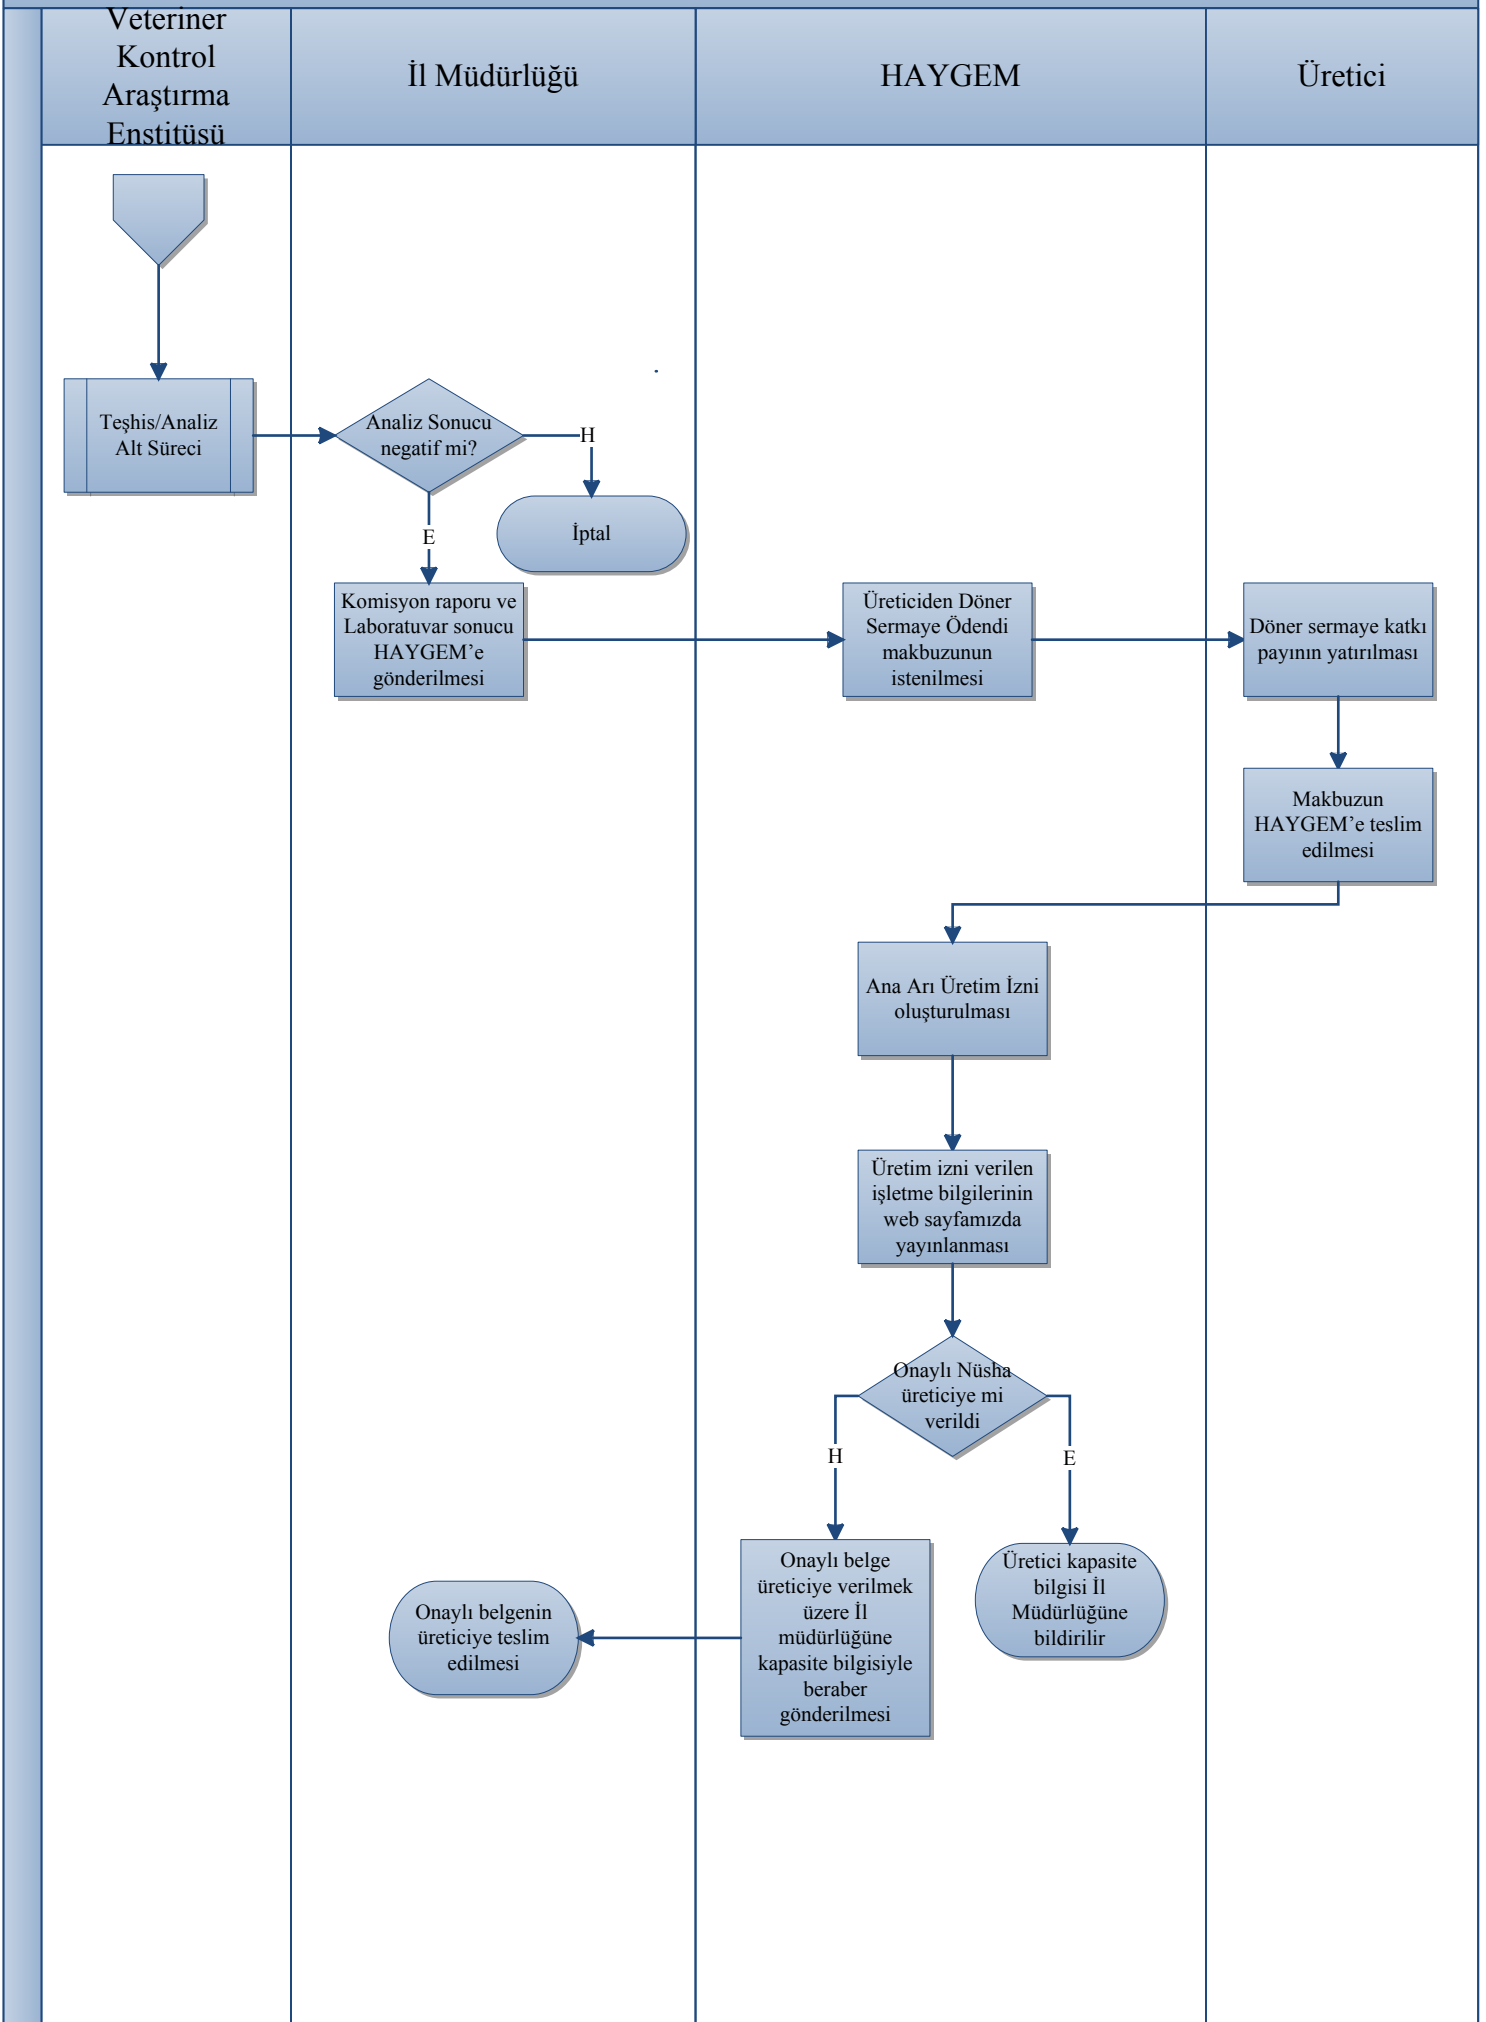 Veteriner
Kontrol
Araştırma
Enstitüsü
İl Müdürlüğü
HAYGEM
Üretici
Teşhis/Analiz
Alt Süreci
Analiz Sonucu
negatif mi?
H
E
İptal
Komisyon raporu ve
Laboratuvar sonucu
HAYGEM’e
gönderilmesi
Üreticiden Döner
Sermaye Ödendi
makbuzunun
istenilmesi
Döner sermaye katkı
payının yatırılması
Makbuzun
HAYGEM’e teslim
edilmesi
Ana Arı Üretim İzni
oluşturulması
Üretim izni verilen
işletme bilgilerinin
web sayfamızda
yayınlanması
Onaylı Nüsha
üreticiye mi
verildi
H
E
Onaylı belge
üreticiye verilmek
üzere İl
müdürlüğüne
kapasite bilgisiyle
beraber
gönderilmesi
Üretici kapasite
bilgisi İl
Müdürlüğüne
bildirilir
Onaylı belgenin
üreticiye teslim
edilmesi